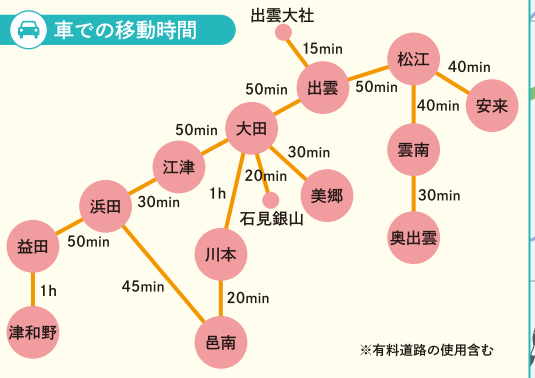 車での移動時間
出雲大社
15min
松江
40min
50min
出雲
50min
安来
40min
50min
大田
雲南
30min
江津
20min
30min
1h
30min
美郷
浜田
石見銀山
奥出雲
益田
50min
川本
45min
1h
20min
津和野
邑南
※有料道路の使用含む